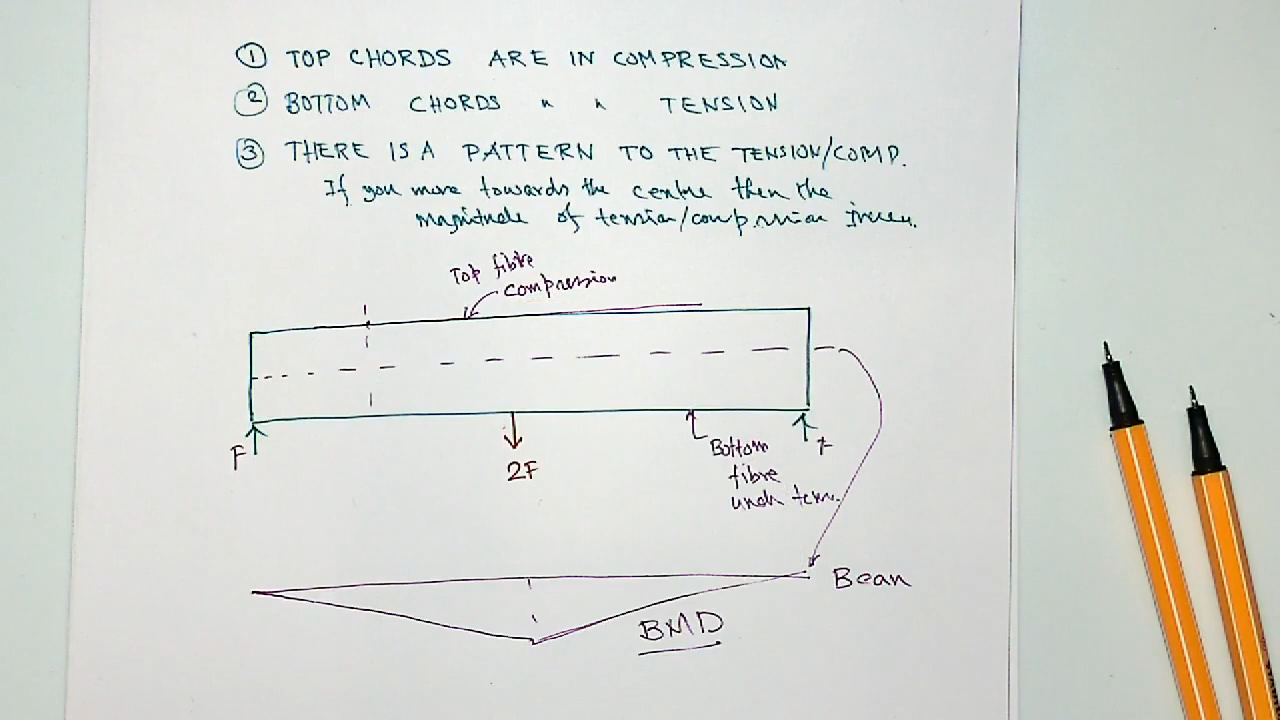 ① TOP CHORDS ARE IN COMPRESSION
② BOTTOM CHORDS " " TENSION
③ THERE IS A PATTERN TO THE TENSION/COMP.
If you move towards the centre then the
magnitude of tension/compression
Top fibre
compression
F
2F
Bottom
fibre
under
F
Beam
BMD